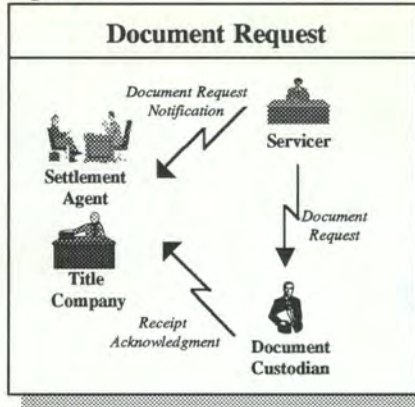 Document Request
Document Request
Notification
Servicer
Settlement
Agent
Document
Request
Title
Company
Receipt
Acknowledgment
Document
Custodian